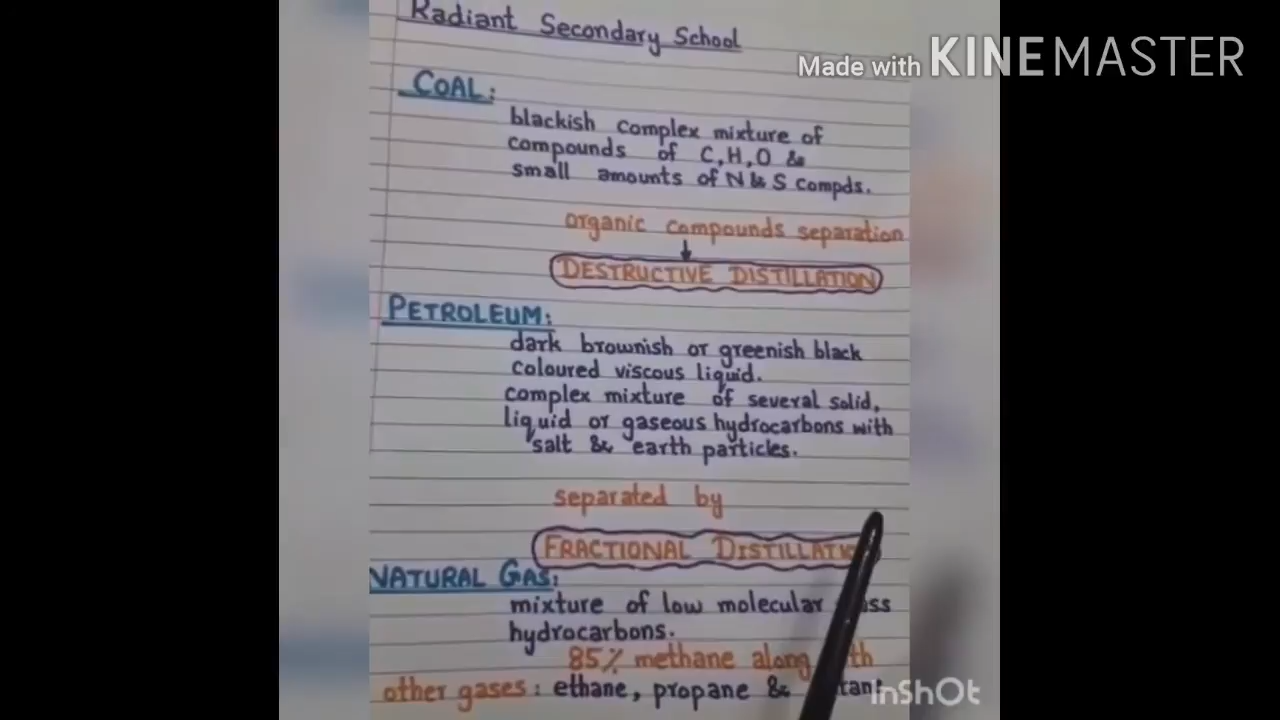 Radiant Secondary School
Made with KINEMASTER
COAL:
blackish complex mixture of
compounds of C, H, O &
small amounts of N & S compds.
organic compounds separation
DESTRUCTIVE DISTILLATION
PETROLEUM:
dark brownish or greenish black
coloured viscous liquid.
complex mixture of several solid,
liquid or gaseous hydrocarbons with
salt & earth particles.
separated by
FRACTIONAL
NATURAL GAS:
mixture of low molecular
hydrocarbons.
85% methane along
other gases: ethane, propane &
InShOt